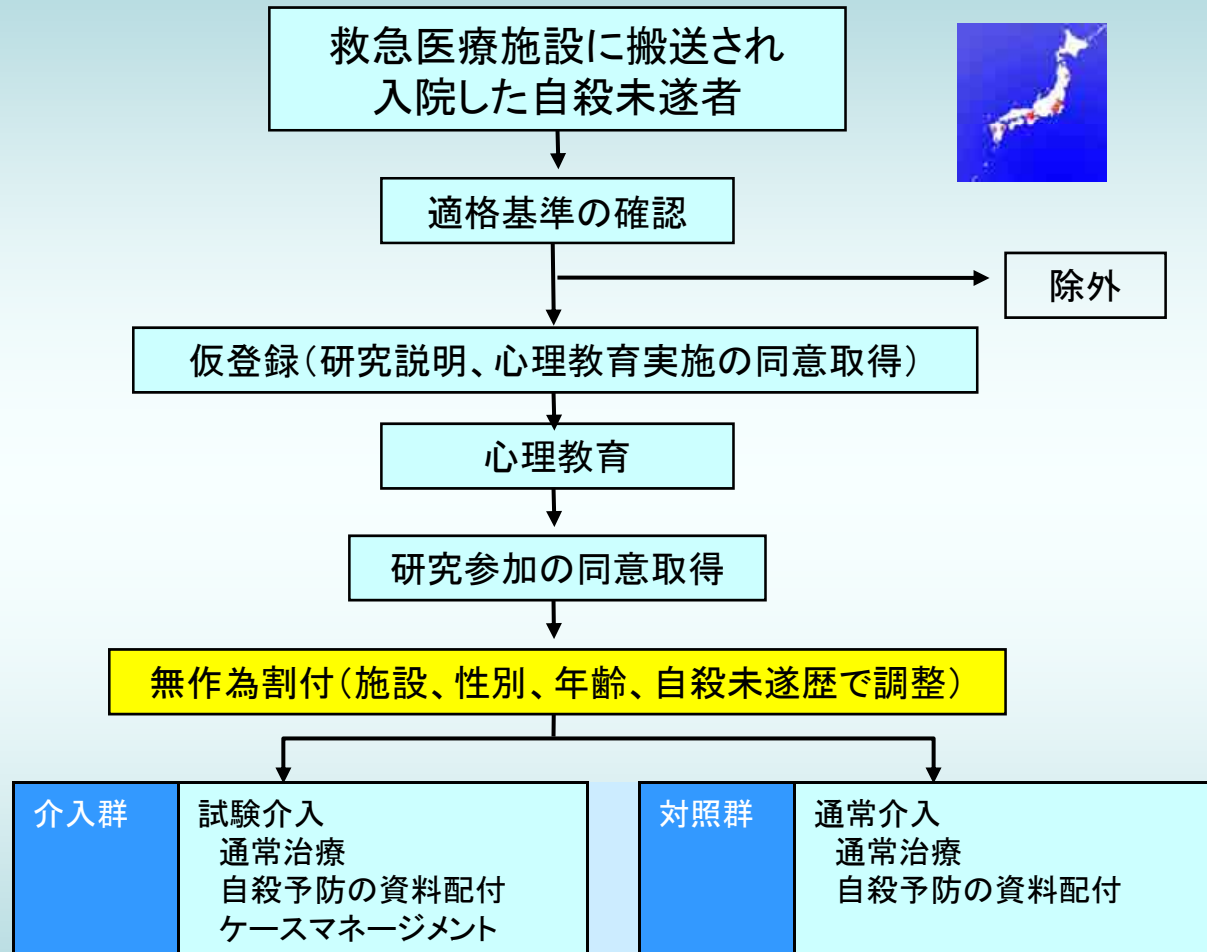 救急医療施設に搬送され
入院した自殺未遂者
適格基準の確認
除外
仮登録(研究説明、心理教育実施の同意取得)
心理教育
研究参加の同意取得
無作為割付(施設、性別、年齢、自殺未遂歴で調整)
介入群
試験介入
通常治療
自殺予防の資料配付
ケースマネージメント
対照群
通常介入
通常治療
自殺予防の資料配付